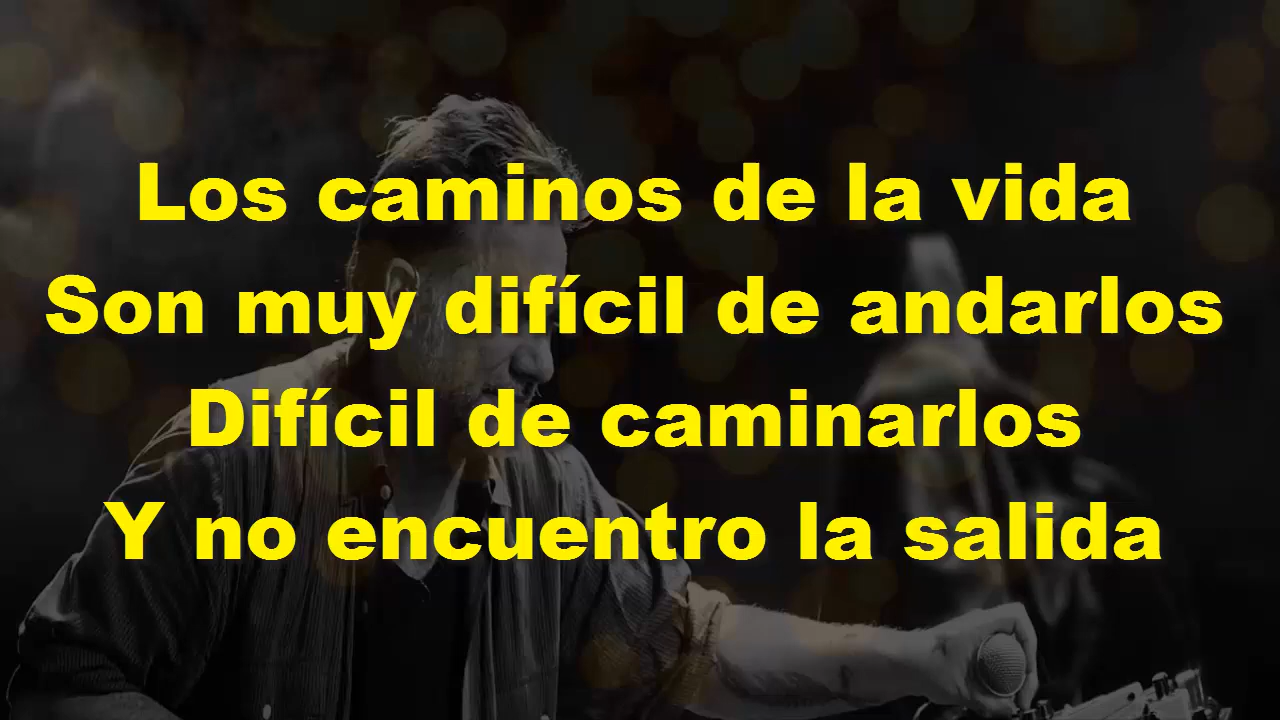 Los caminos de la vida
Son muy difícil de andarlos
Difícil de caminarlos
Y no encuentro la salida